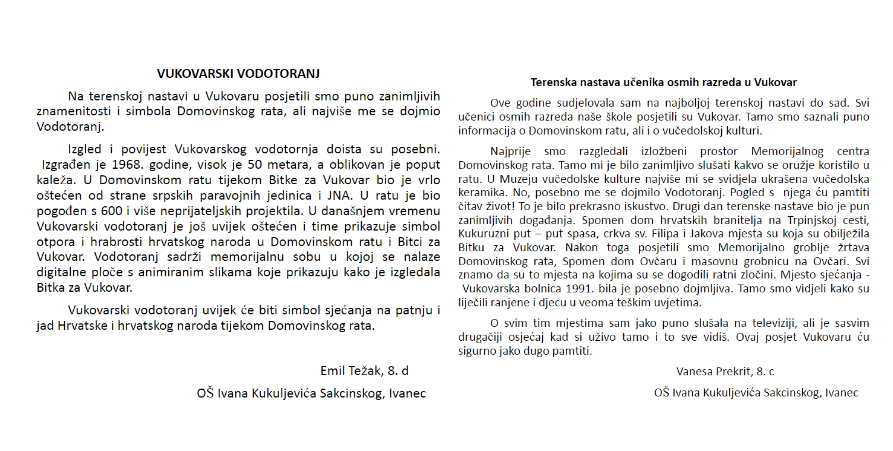 VUKOVARSKI VODOTORANJ
Na terenskoj nastavi u Vukovaru posjetili smo puno zanimljivih
znamenitosti i simbola Domovinskog rata, ali najviše me se dojmio
Vodotoranj.
Izgled i povijest Vukovarskog vodotornja doista su posebni.
Izgrađen je 1968. godine, visok je 50 metara, a oblikovan je poput
kaleža. U Domovinskom ratu tijekom Bitke za Vukovar bio je vrlo
oštećen od strane srpskih paravojnih jedinica i JNA. U ratu je bio
pogođen s 600 i više neprijateljskih projektila. U današnjem vremenu
Vukovarski vodotoranj je još uvijek oštećen i time prikazuje simbol
otpora i hrabrosti hrvatskog naroda u Domovinskom ratu i Bitci za
Vukovar. Vodotoranj sadrži memorijalnu sobu u kojoj se nalaze
digitalne ploče s animiranim slikama koje prikazuju kako je izgledala
Bitka za Vukovar.
Vukovarski vodotoranj uvijek će biti simbol sjećanja na patnju i
jad Hrvatske i hrvatskog naroda tijekom Domovinskog rata.
Emil Težak, 8. d
OŠ Ivana Kukuljevića Sakcinskog, Ivanec
Terenska nastava učenika osmih razreda u Vukovar
Ove godine sudjelovala sam na najboljoj terenskoj nastavi do sad. Svi
učenici osmih razreda naše škole posjetili su Vukovar. Tamo smo saznali puno
informacija o Domovinskom ratu, ali i o vučedolskoj kulturi.
Najprije smo razgledali izložbeni prostor Memorijalnog centra
Domovinskog rata. Tamo mi je bilo zanimljivo slušati kakvo se oružje koristilo u
ratu. U Muzeju vučedolske kulture najviše mi se svidjela ukrašena vučedolska
keramika. No, posebno me se dojmilo Vodotoranj. Pogled s njega ću pamtiti
čitav život! To je bilo prekrasno iskustvo. Drugi dan terenske nastave bio je pun
zanimljivih događanja. Spomen dom hrvatskih branitelja na Trpinjskoj cesti,
Kukuruzni put – put spasa, crkva sv. Filipa i Jakova mjesta su koja su obilježila
Bitku za Vukovar. Nakon toga posjetili smo Memorijalno groblje žrtava
Domovinskog rata, Spomen dom Ovčaru i masovnu grobnicu na Ovčari. Svi
znamo da su to mjesta na kojima su se dogodili ratni zločini. Mjesto sjećanja -
Vukovarska bolnica 1991. bila je posebno dojmljiva. Tamo smo vidjeli kako su
liječili ranjene i djecu u veoma teškim uvjetima.
O svim tim mjestima sam jako puno slušala na televiziji, ali je sasvim
drugačiji osjećaj kad si uživo tamo i to sve vidiš. Ovaj posjet Vukovaru ću
sigurno jako dugo pamtiti.
Vanesa Prekrit, 8. c
OŠ Ivana Kukuljevića Sakcinskog, Ivanec